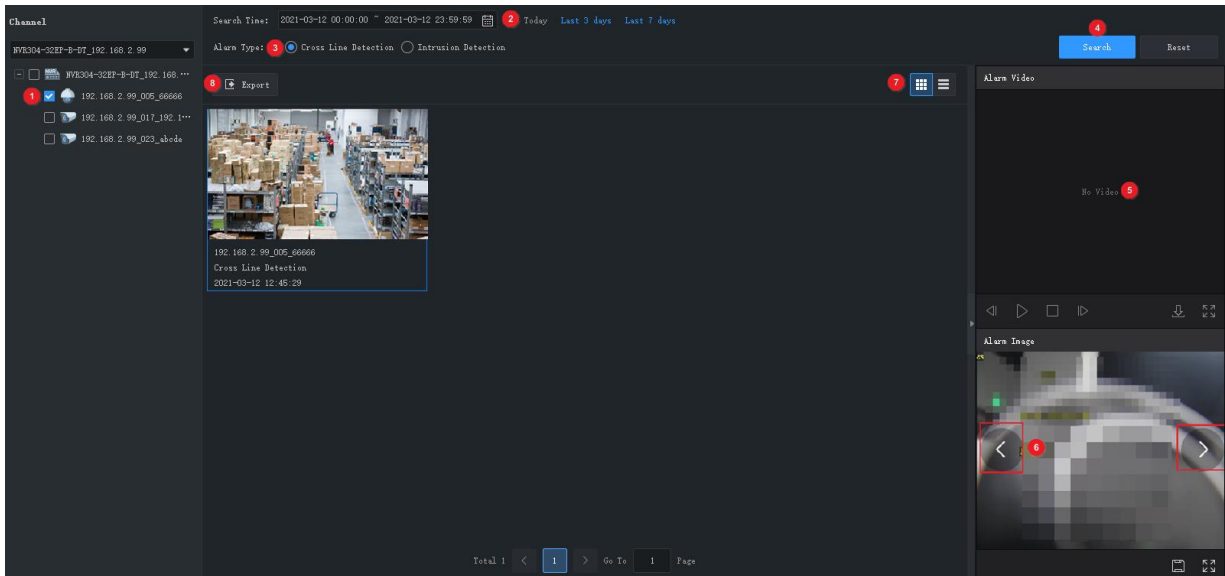 Channel
NVR304-32EP-B-DT_192.168.2.99
NVR304-32EP-B-DT_192.168.···
1 192.168.2.99_005_66666
192.168.2.99_017_192.1···
192.168.2.99_023_abcde
Search Time: 2021-03-12 00:00:00 ~ 2021-03-12 23:59:59 2 Today Last 3 days Last 7 days
Alarm Type: 3 Cross Line Detection Intrusion Detection
4
Search Reset
8 Export 7
192.168.2.99_005_66666
Cross Line Detection
2021-03-12 12:45:29
Total 1 < 1 > Go To 1 Page
Alarm Video
No Video 5
Alarm Image
6